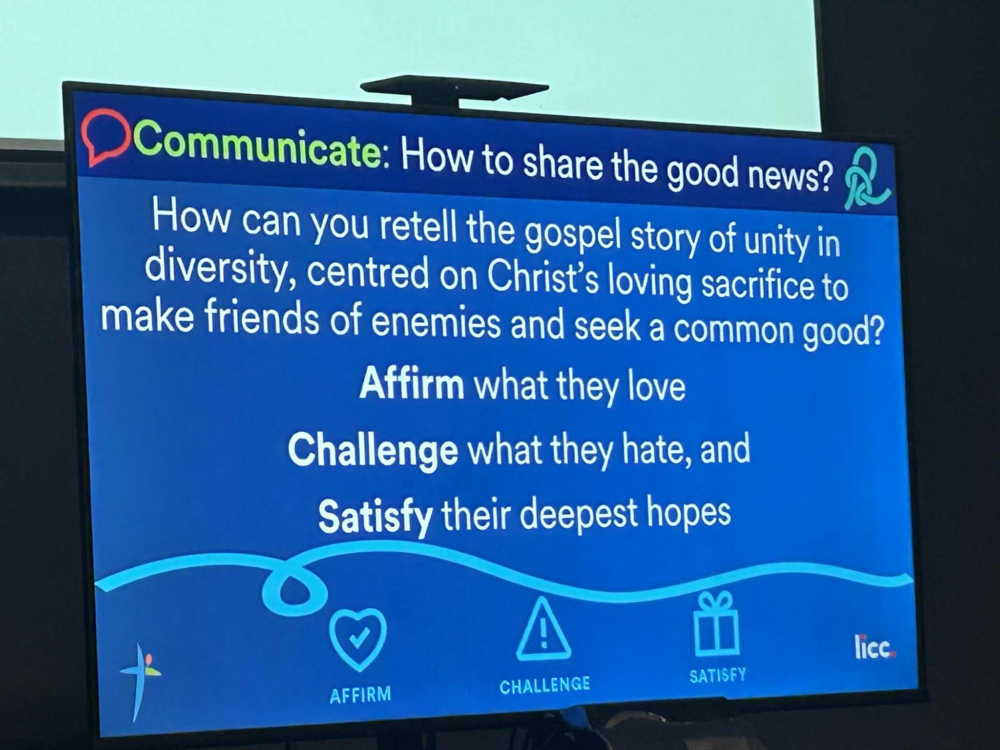 Communicate: How to share the good news?
How can you retell the gospel story of unity in
diversity, centred on Christ's loving sacrifice to
make friends of enemies and seek a common good?
Affirm what they love
Challenge what they hate, and
Satisfy their deepest hopes
AFFIRM
CHALLENGE
SATISFY
licc.